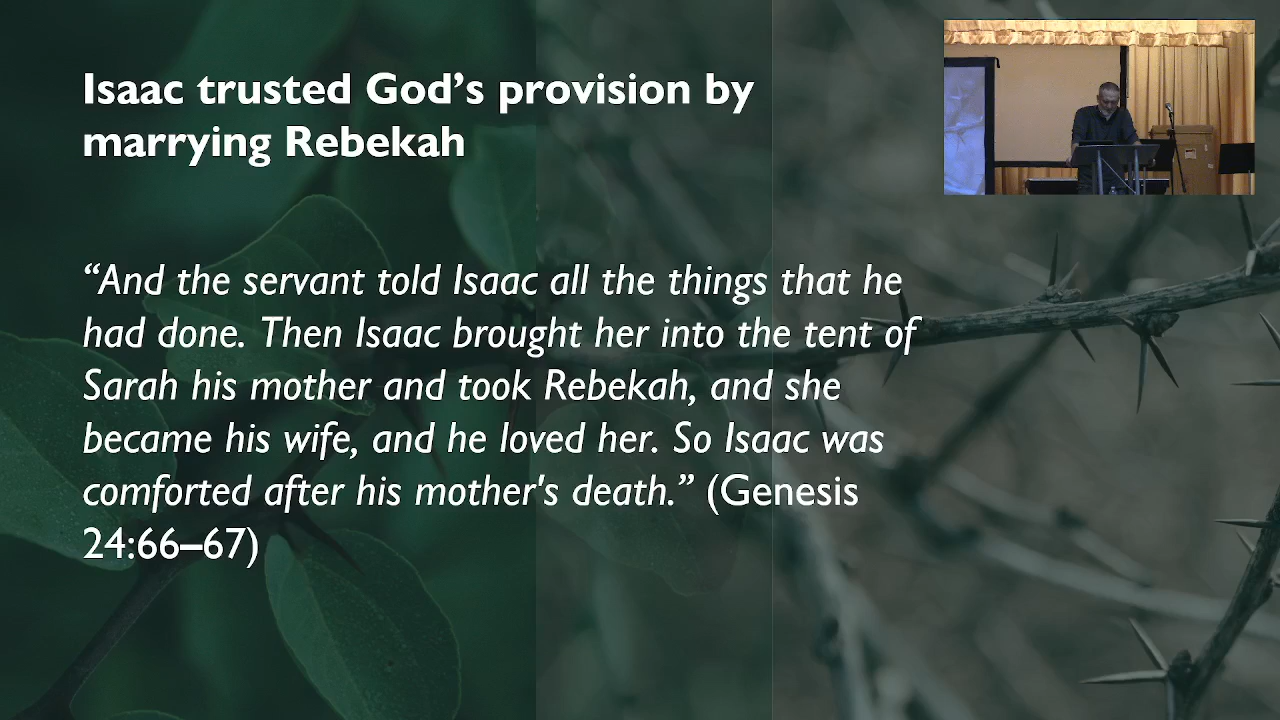 Isaac trusted God’s provision by
marrying Rebekah
“And the servant told Isaac all the things that he
had done. Then Isaac brought her into the tent of
Sarah his mother and took Rebekah, and she
became his wife, and he loved her. So Isaac was
comforted after his mother's death.” (Genesis
24:66–67)